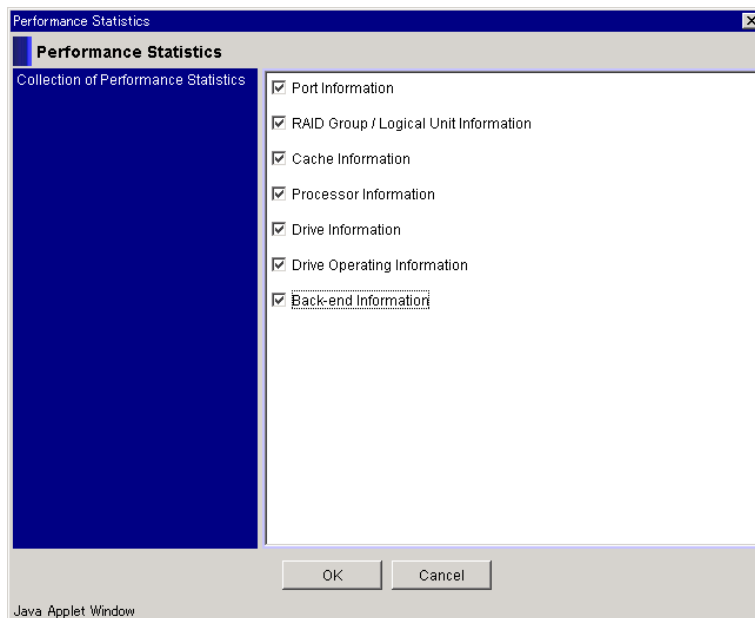 Performance Statistics
Performance Statistics
Collection of Performance Statistics
Port Information
RAID Group / Logical Unit Information
Cache Information
Processor Information
Drive Information
Drive Operating Information
Back-end Information
OK
Cancel
Java Applet Window